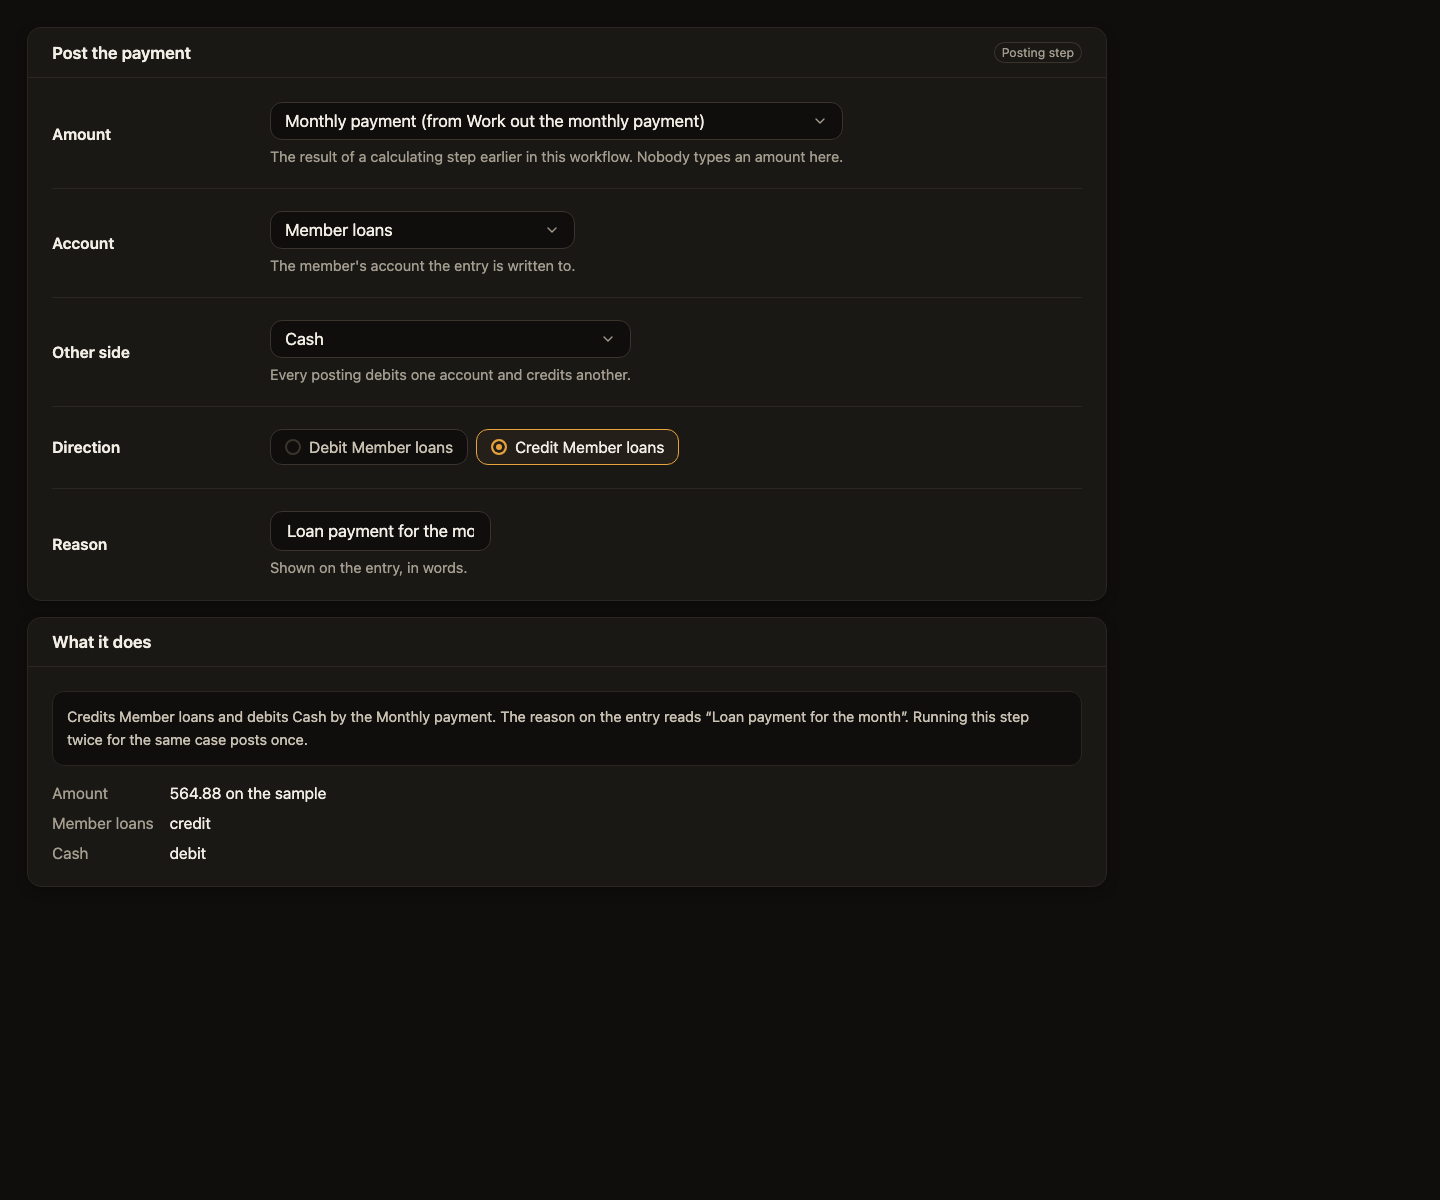 Post the payment
Posting step
Amount
Monthly payment (from Work out the monthly payment)
The result of a calculating step earlier in this workflow. Nobody types an amount here.
Account
Member loans
The member's account the entry is written to.
Other side
Cash
Every posting debits one account and credits another.
Direction
Debit Member loans
Credit Member loans
Reason
Loan payment for the mo
Shown on the entry, in words.
What it does
Credits Member loans and debits Cash by the Monthly payment. The reason on the entry reads “Loan payment for the month”. Running this step
twice for the same case posts once.
Amount 564.88 on the sample
Member loans credit
Cash debit